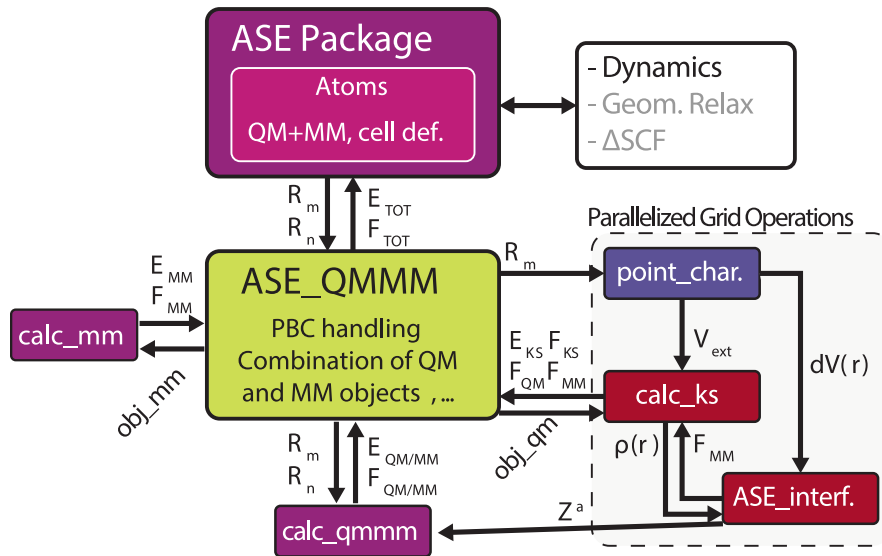 ASE Package
Atoms
QM+MM, cell def.
- Dynamics
- Geom. Relax
- ΔSCF
R m
R n
E TOT
F TOT
Parallelized Grid Operations
E MM
F MM
calc_mm
obj_mm
ASE_QMMM
PBC handling
Combination of QM
and MM objects , ...
R m
point_char.
V ext
dV(r)
E KS F KS
F QM F MM
calc_ks
obj_qm
ρ(r)
F MM
ASE_interf.
R m
R n
E QM/MM
F QM/MM
Z a
calc_qmmm